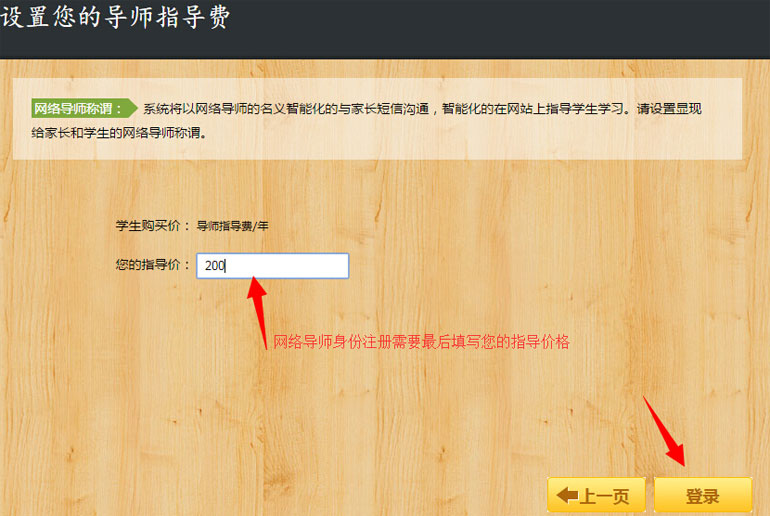 设置您的导师指导费
网络导师称谓： 系统将以网络导师的名义智能化的与家长短信沟通，智能化的在网站上指导学生学习。请设置显现
给家长和学生的网络导师称谓。
学生购买价： 导师指导费/年
您的指导价： 200
网络导师身份注册需要最后填写您的指导价格
上一页 登录